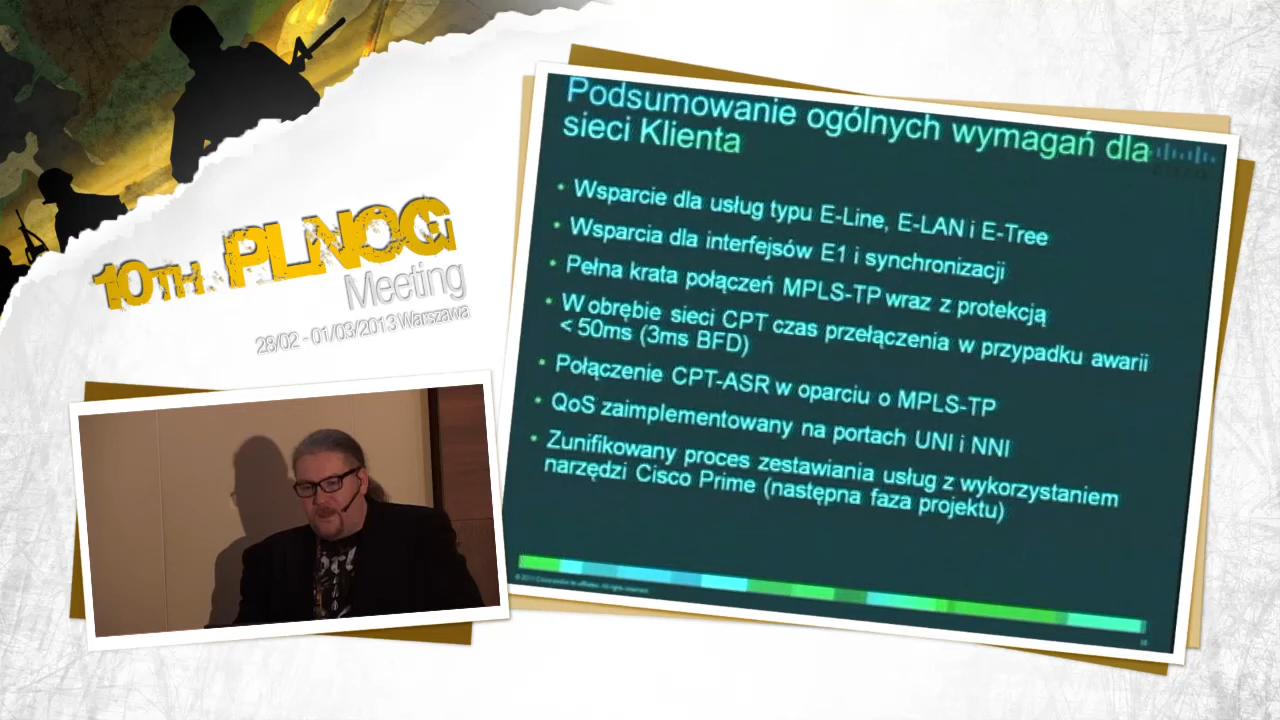 10TH. PLNOG
Meeting
28/02 - 01/03/2013 Warszawa
Podsumowanie ogólnych wymagań dla
sieci Klienta
• Wsparcie dla usług typu E-Line, E-LAN i E-Tree
• Wsparcia dla interfejsów E1 i synchronizacji
• Pełna krata połączeń MPLS-TP wraz z protekcją
• W obrębie sieci CPT czas przełączenia w przypadku awarii
< 50ms (3ms BFD)
• Połączenie CPT-ASR w oparciu o MPLS-TP
• QoS zaimplementowany na portach UNI i NNI
• Zunifikowany proces zestawiania usług z wykorzystaniem
narzędzi Cisco Prime (następna faza projektu)